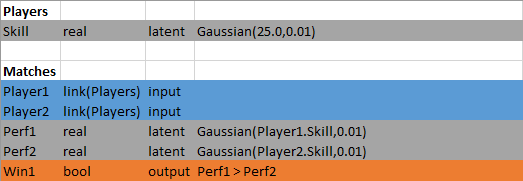 Players
Skill real latent Gaussian(25.0,0.01)
Matches
Player1 link(Players) input
Player2 link(Players) input
Perf1 real latent Gaussian(Player1.Skill,0.01)
Perf2 real latent Gaussian(Player2.Skill,0.01)
Win1 bool output Perf1 > Perf2